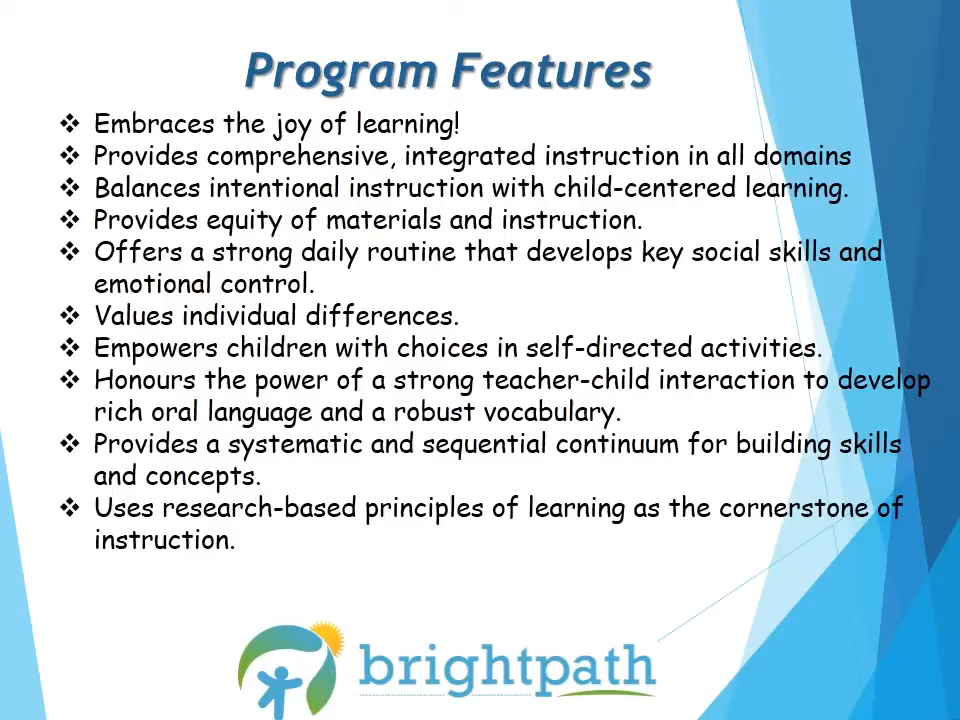 Program Features
❖ Embraces the joy of learning!
❖ Provides comprehensive, integrated instruction in all domains
❖ Balances intentional instruction with child-centered learning.
❖ Provides equity of materials and instruction.
❖ Offers a strong daily routine that develops key social skills and
emotional control.
❖ Values individual differences.
❖ Empowers children with choices in self-directed activities.
❖ Honours the power of a strong teacher-child interaction to develop
rich oral language and a robust vocabulary.
❖ Provides a systematic and sequential continuum for building skills
and concepts.
❖ Uses research-based principles of learning as the cornerstone of
instruction.
brightpath